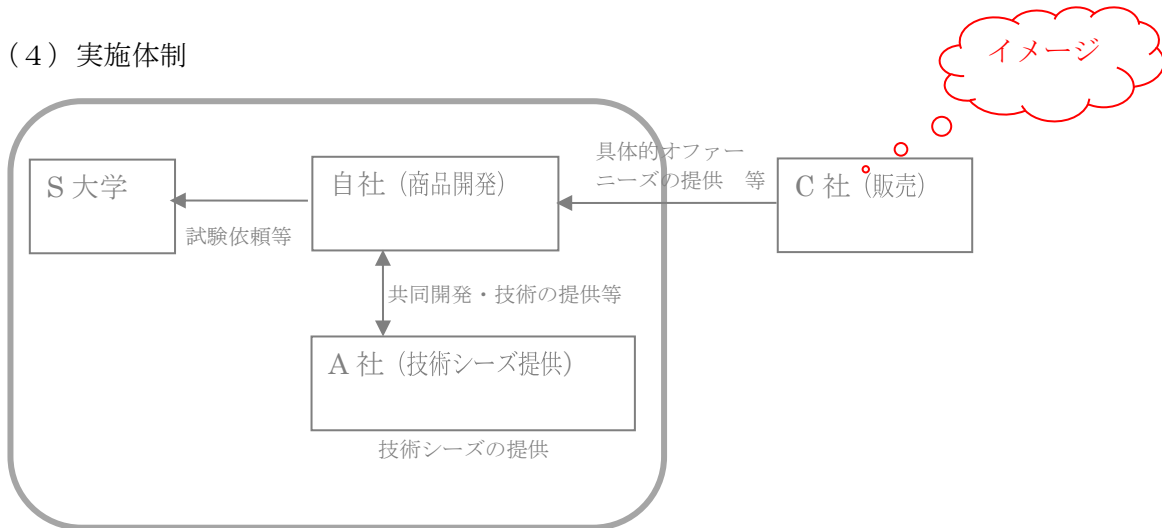 (4) 実施体制
イメージ
具体的オファー
ニーズの提供　等
S 大学
自社（商品開発）
C 社（販売）
試験依頼等
共同開発・技術の提供等
A 社（技術シーズ提供）
技術シーズの提供